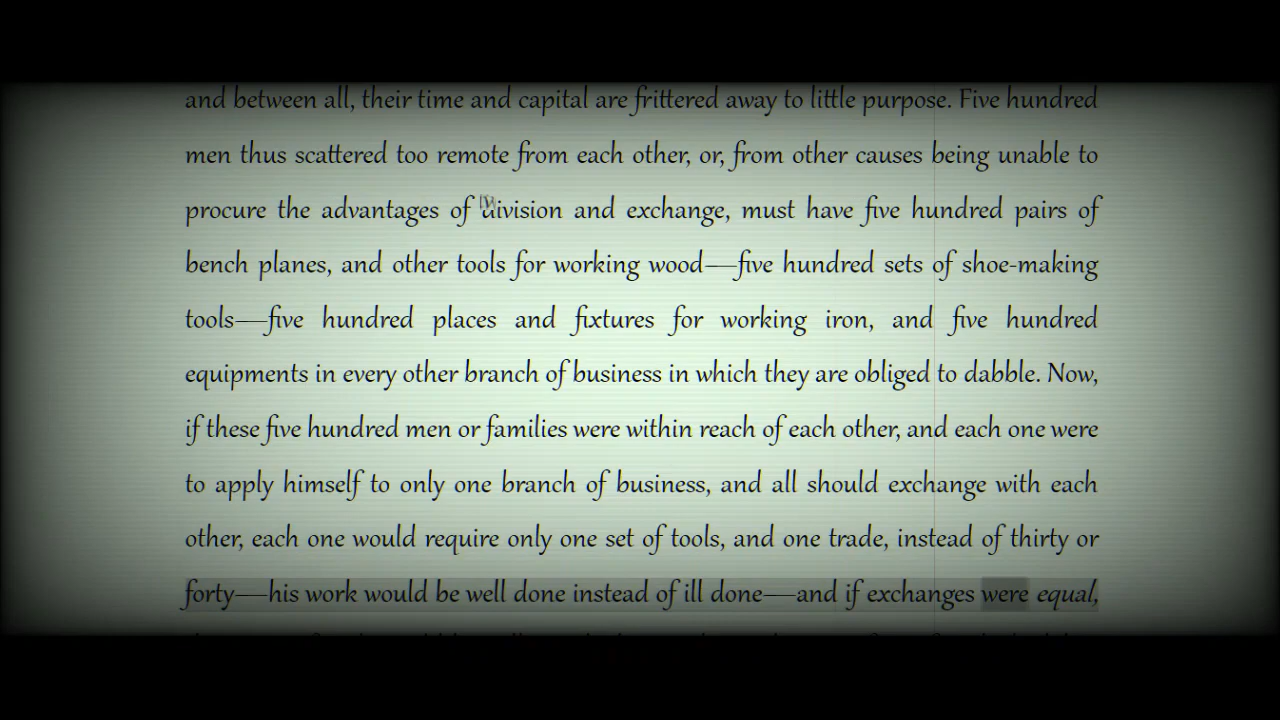 and between all, their time and capital are frittered away to little purpose. Five hundred
men thus scattered too remote from each other, or, from other causes being unable to
procure the advantages of division and exchange, must have five hundred pairs of
bench planes, and other tools for working wood—five hundred sets of shoe-making
tools—five hundred places and fixtures for working iron, and five hundred
equipments in every other branch of business in which they are obliged to dabble. Now,
if these five hundred men or families were within reach of each other, and each one were
to apply himself to only one branch of business, and all should exchange with each
other, each one would require only one set of tools, and one trade, instead of thirty or
forty—his work would be well done instead of ill done—and if exchanges were equal,